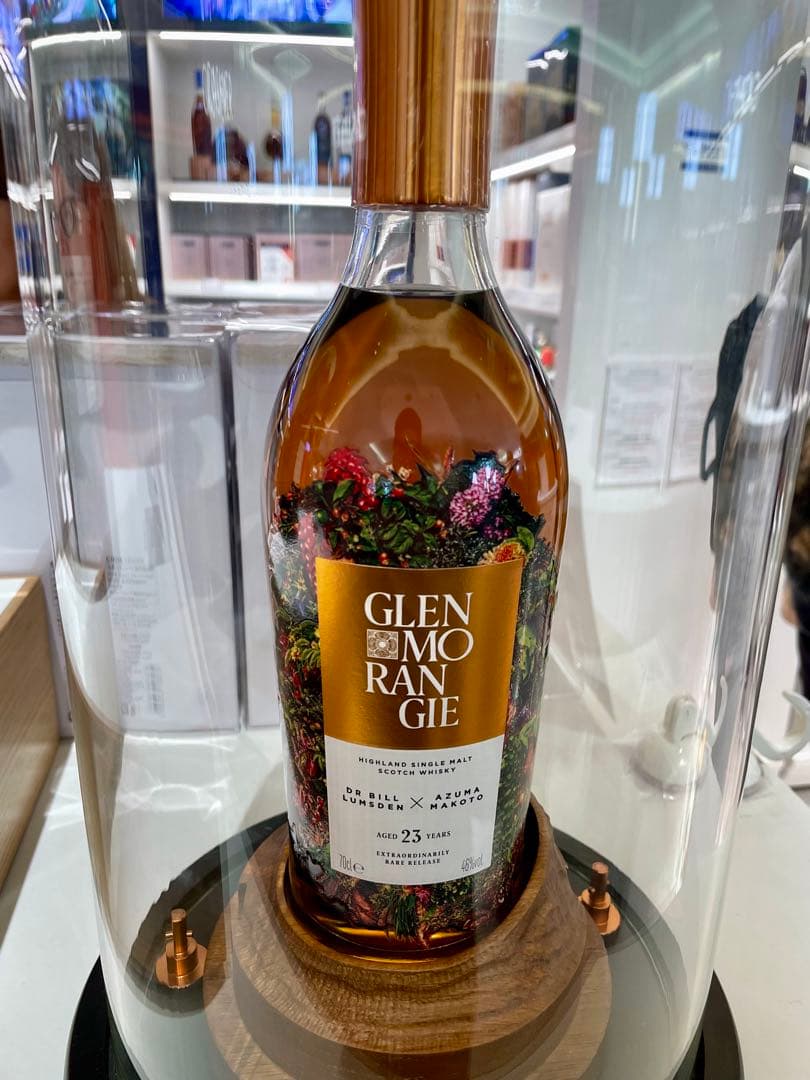 GLEN
MO
RAN
GIE
HIGHLAND SINGLE MALT
SCOTCH WHISKY
DR BILL LUMSDEN X AZUMA MAKOTO
AGED 23 YEARS
EXTRAORDINARILY
RARE RELEASE
70cl e 46%vol